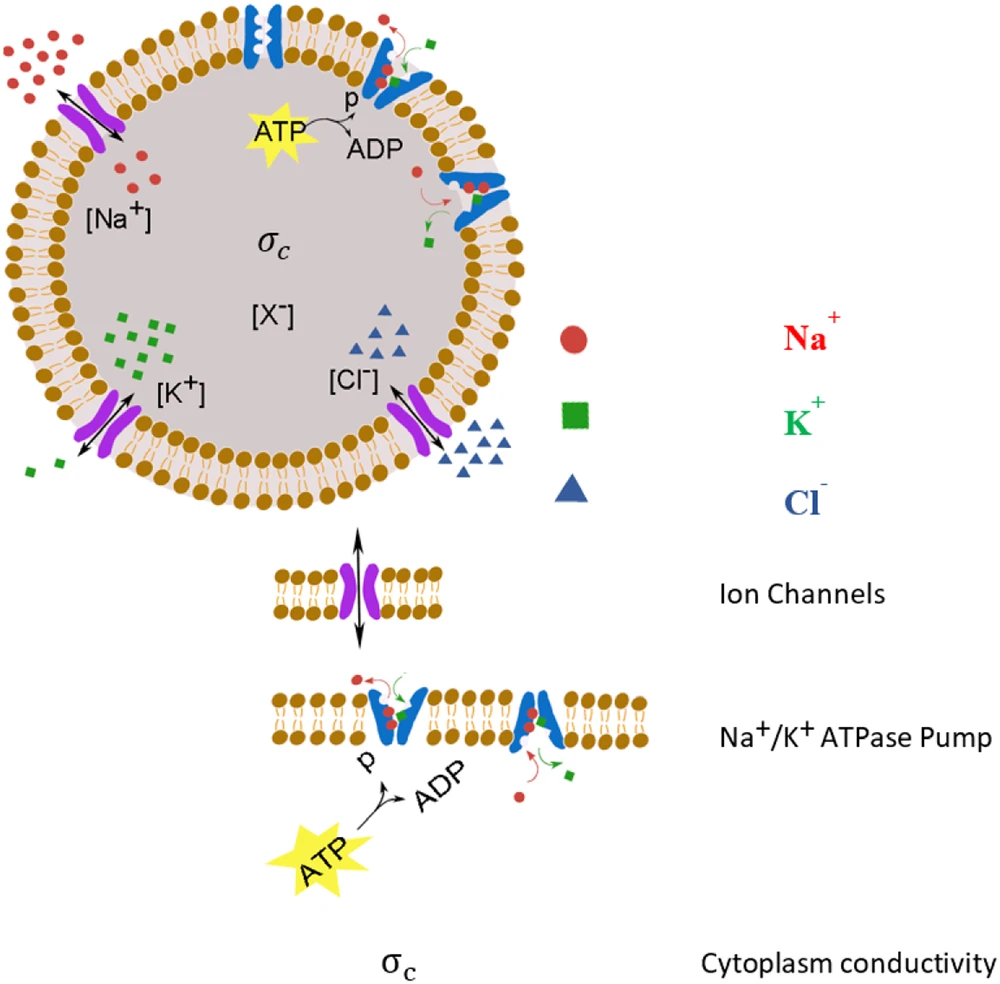 p
ATP
ADP
[Na⁺]
σc
[X⁻]
[Cl⁻]
[K⁺]
Na⁺
K⁺
Cl⁻
Ion Channels
Na⁺/K⁺ ATPase Pump
p
ADP
ATP
σc Cytoplasm conductivity